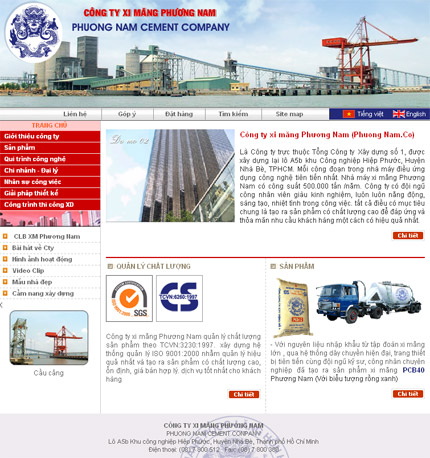 CÔNG TY XI MĂNG PHƯƠNG NAM
PHUONG NAM CEMENT COMPANY
Liên hệ
Góp ý
Đặt hàng
Tìm kiếm
Site map
Tiếng việt
English
TRANG CHỦ
Giới thiệu công ty
Sản phẩm
Qui trình công nghệ
Chi nhánh - Đại lý
Nhân sự công việc
Giải pháp thiết kế
Công trình thi công XD
CLB XM Phương Nam
Bài hát về Cty
Hình ảnh hoạt động
Video Clip
Mẫu nhà đẹp
Cẩm nang xây dựng
Cầu cảng
Công ty xi măng Phương Nam (Phuong Nam.Co)
Là Công ty trực thuộc Tổng Công ty Xây dựng số 1, được
xây dựng tại lô A5b khu Công nghiệp Hiệp Phước, Huyện
Nhà Bè, TPHCM. Mỗi công đoạn trong nhà máy điều ứng
dụng công nghệ tiên tiến nhất. Nhà máy xi măng Phương
Nam có công suất 500.000 tấn /năm. Công ty có đội ngũ
công nhân viên giàu kinh nghiệm, luôn luôn năng động,
sáng tạo, nhiệt tình trong công việc. tất cả điều có mục tiêu
chung là tạo ra sản phẩm có chất lượng cao để đáp ứng và
thỏa mãn nhu cầu khách hàng một cách có hiệu quả nhất.
Chi tiết
QUẢN LÝ CHẤT LƯỢNG
SGS
CS
TCVN:6260:1997
Công ty xi măng Phương Nam quản lý chất lượng
sản phẩm theo TCVN:3230:1997. xây dựng hệ
thống quản lý ISO 9001:2000 nhằm quản lý hiệu
quả nhất và tạo ra sản phẩm có chất lượng cao,
ổn định, giá bán hợp lý. dịch vụ tốt nhất cho khách
hàng:
Chi tiết
SẢN PHẨM
- Với nguyên liệu nhập khẩu từ tập đoàn xi măng
lớn , qua hệ thống dây chuyền hiện đại, trang thiết
bị tiên tiến cùng đội ngũ kỹ sư, công nhân chuyên
nghiệp đã tạo ra sản phẩm xi măng PCB40
Phương Nam (Với biểu tượng rồng xanh)
Chi tiết
CÔNG TY XI MĂNG PHƯƠNG NAM
PHUONG NAM CEMENT COMPANY
Lô A5b Khu công nghiệp Hiệp Phước, Huyện Nhà Bè, Thành phố Hồ Chí Minh
Điện thoại: (08) 7 800 512 Fax: (08) 7 800 388